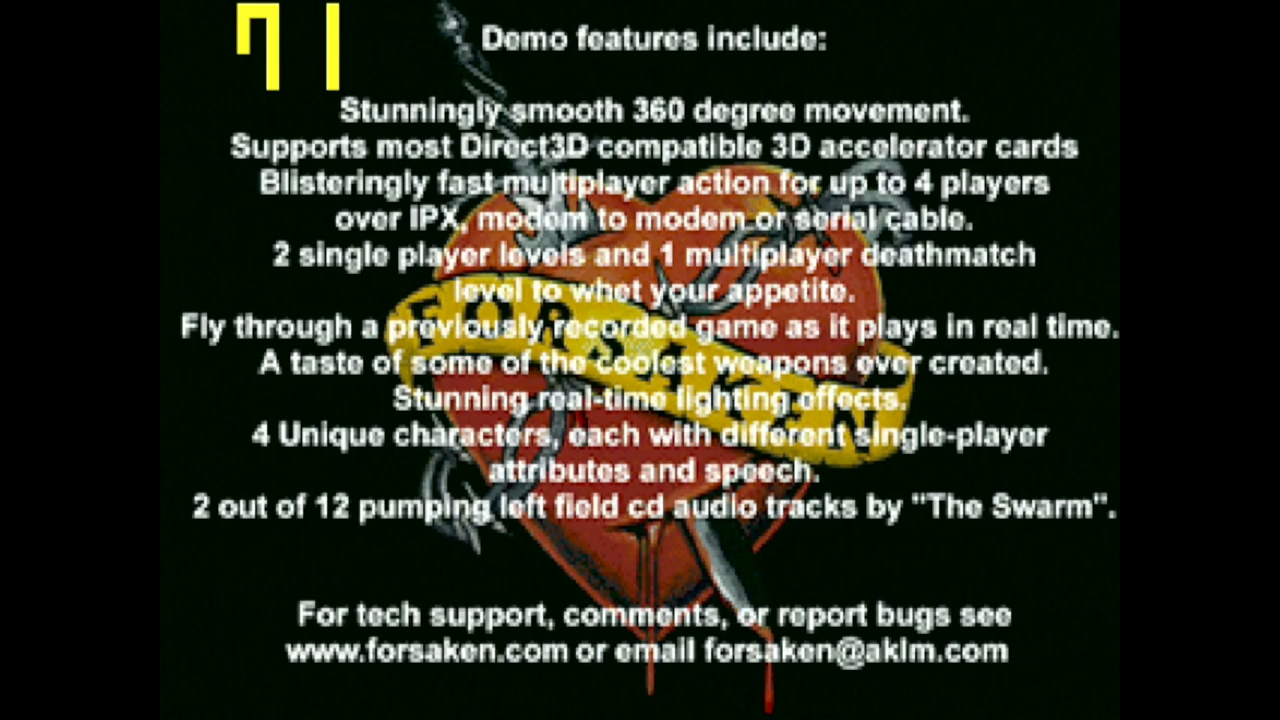 71
Demo features include:
Stunningly smooth 360 degree movement.
Supports most Direct3D compatible 3D accelerator cards
Blisteringly fast multiplayer action for up to 4 players
over IPX, modem to modem or serial cable.
2 single player levels and 1 multiplayer deathmatch
level to whet your appetite.
Fly through a previously recorded game as it plays in real time.
A taste of some of the coolest weapons ever created.
Stunning real-time lighting effects.
4 Unique characters, each with different single-player
attributes and speech.
2 out of 12 pumping left field cd audio tracks by "The Swarm".
For tech support, comments, or report bugs see
www.forsaken.com or email forsaken@aklm.com
FORSAKEN